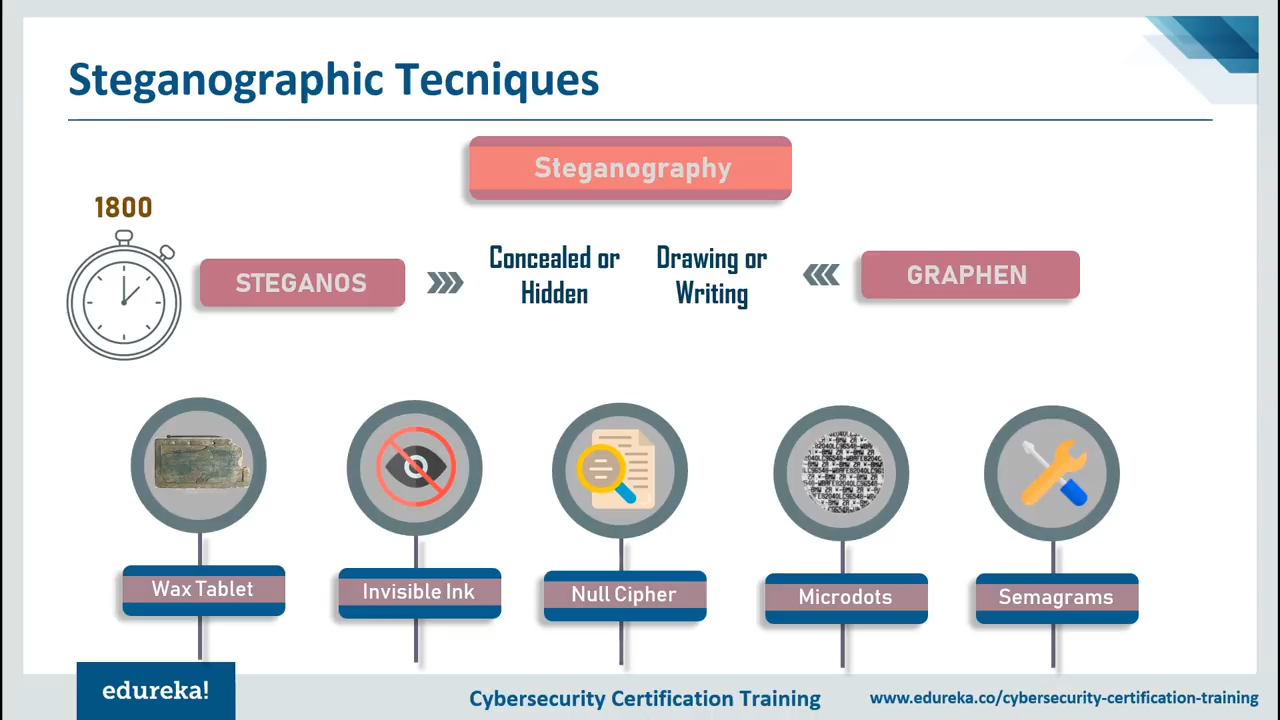 Steganographic Tecniques
Steganography
1800
STEGANOS
Concealed or
Hidden
Drawing or
Writing
GRAPHEN
Wax Tablet
Invisible Ink
Null Cipher
Microdots
Semagrams
edureka!
Cybersecurity Certification Training
www.edureka.co/cybersecurity-certification-training